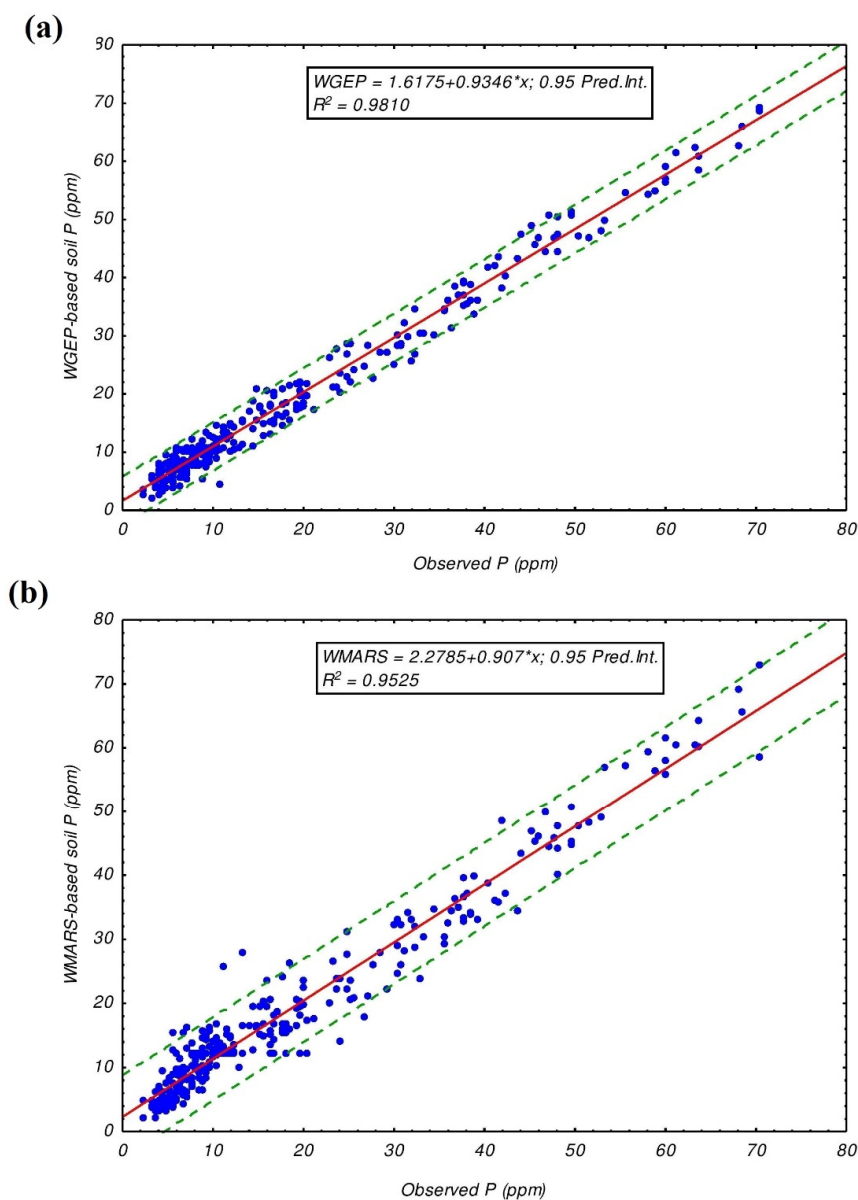 (a)
80
70
60
50
40
30
20
10
0
WGEP-based soil P (ppm)
WGEP = 1.6175+0.9346*x; 0.95 Pred.Int.
R² = 0.9810
0 10 20 30 40 50 60 70 80
Observed P (ppm)
(b)
80
70
60
50
40
30
20
10
0
WMARS-based soil P (ppm)
WMARS = 2.2785+0.907*x; 0.95 Pred.Int.
R² = 0.9525
0 10 20 30 40 50 60 70 80
Observed P (ppm)